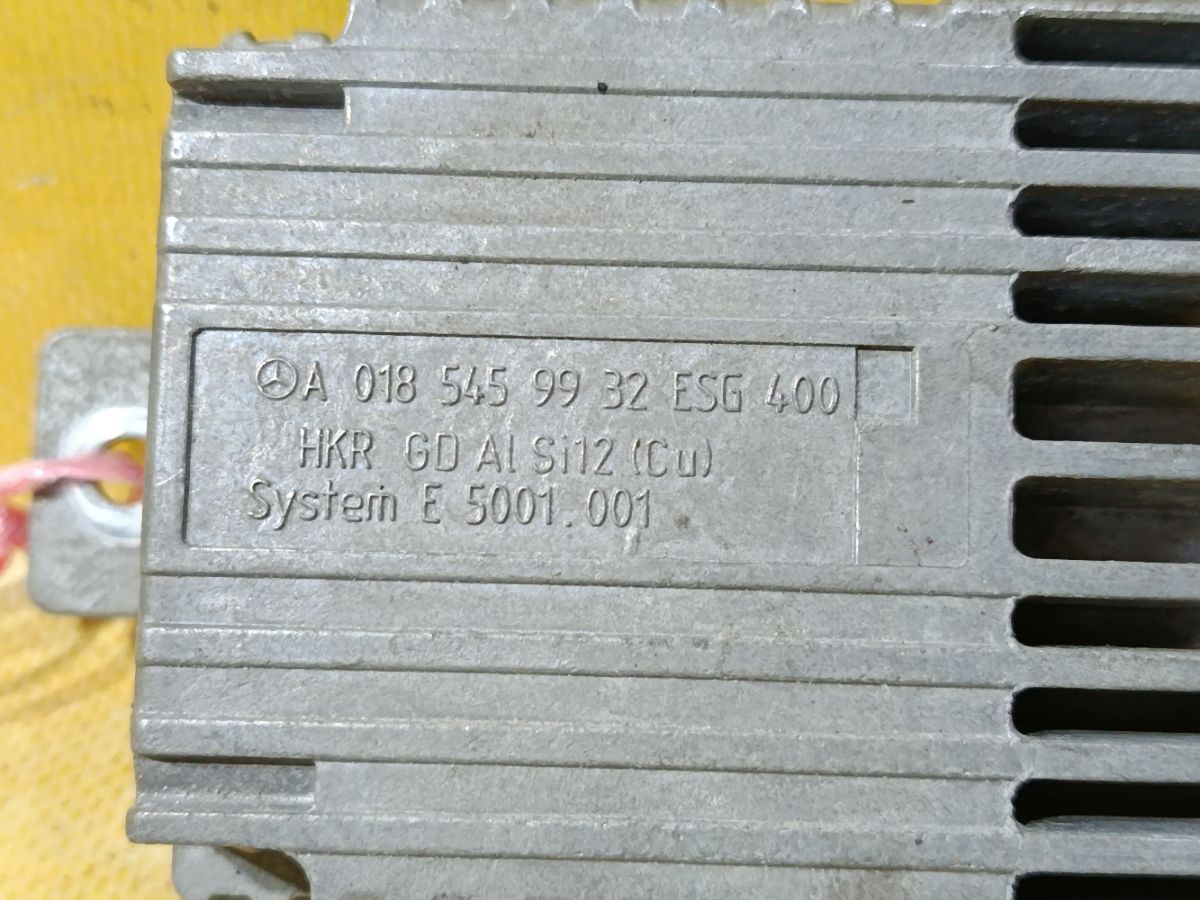 A 018 545 99 32 ESG 400
HKR GD Al Si12 (Cu)
System E 5001.001